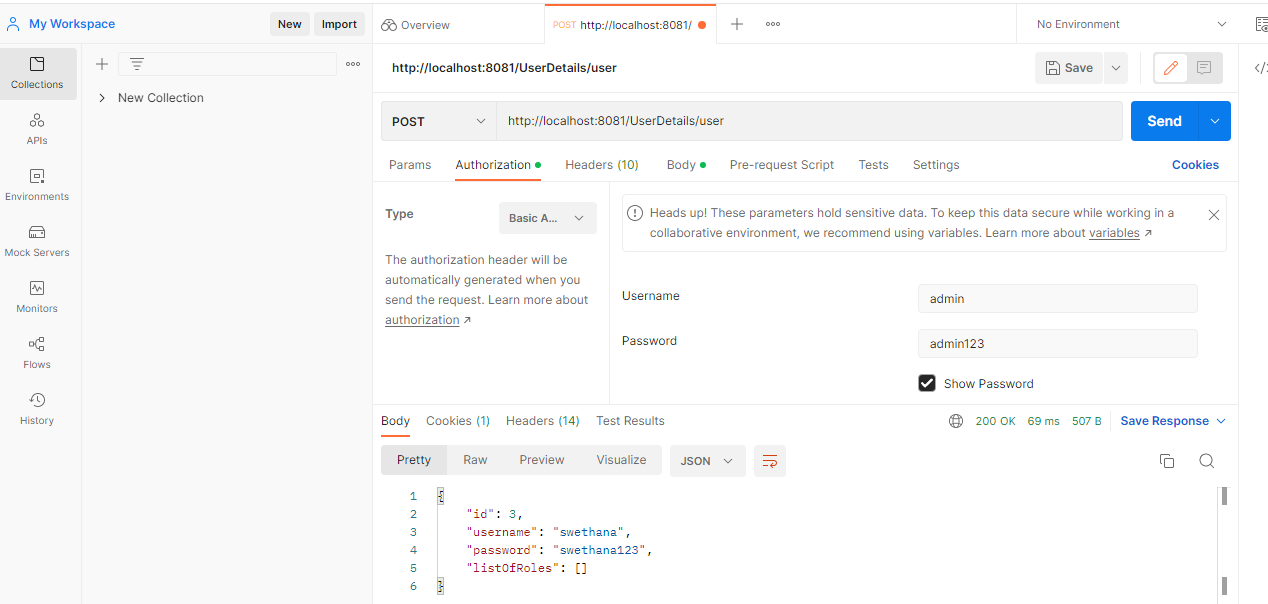 My Workspace
New
Import
Overview
POST http://localhost:8081/
No Environment
Collections
APIs
Environments
Mock Servers
Monitors
Flows
History
New Collection
http://localhost:8081/UserDetails/user
Save
</>
POST
http://localhost:8081/UserDetails/user
Send
Params
Authorization
Headers (10)
Body
Pre-request Script
Tests
Settings
Cookies
Type
Basic A...
The authorization header will be
automatically generated when you
send the request. Learn more about
authorization ↗
Heads up! These parameters hold sensitive data. To keep this data secure while working in a
collaborative environment, we recommend using variables. Learn more about variables ↗
Username
admin
Password
admin123
Show Password
Body
Cookies (1)
Headers (14)
Test Results
200 OK
69 ms
507 B
Save Response
Pretty
Raw
Preview
Visualize
JSON
1 {
2 "id": 3,
3 "username": "swethana",
4 "password": "swethana123",
5 "listOfRoles": []
6 }